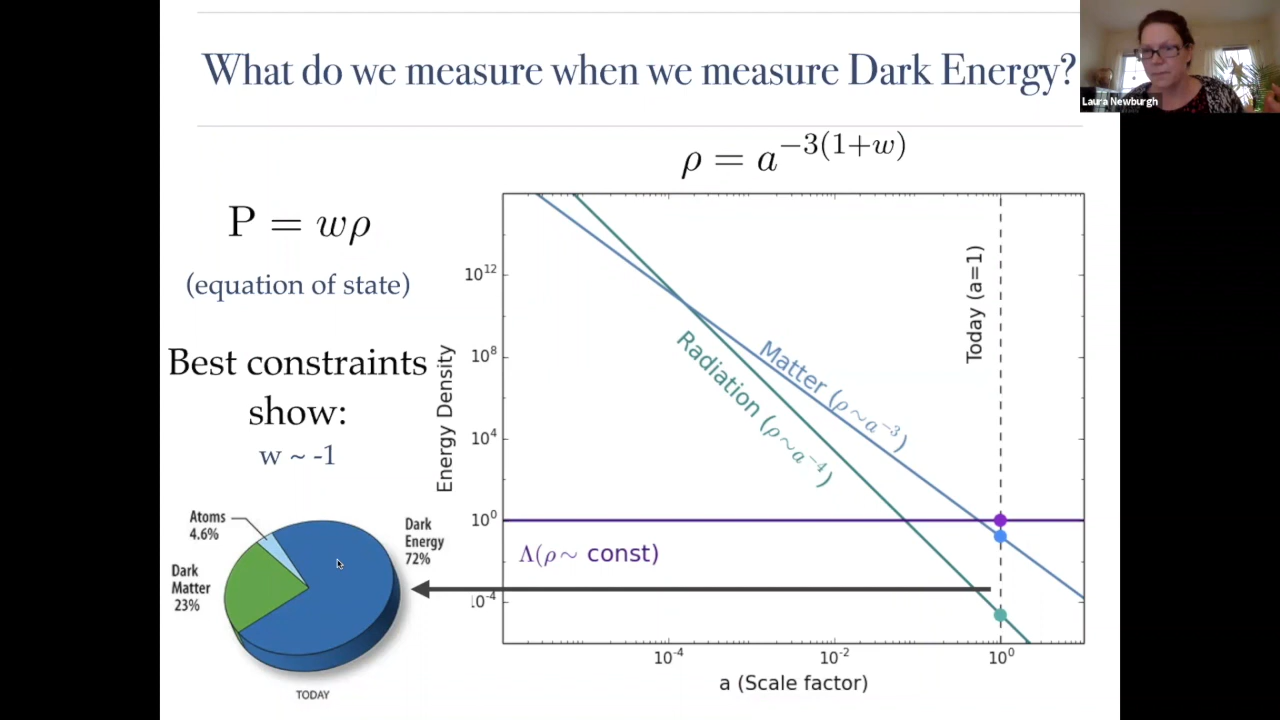 What do we measure when we measure Dark Energy?
Laura Newburgh
ρ = a^{-3(1+w)}
P = wρ
(equation of state)
Best constraints
show:
w ~ -1
Atoms
4.6%
Dark
Energy
72%
Dark
Matter
23%
TODAY
Energy Density
10^{12}
10^{8}
10^{4}
10^{0}
10^{-4}
Radiation (ρ∼a^{-4})
Matter (ρ∼a^{-3})
Today (a=1)
Λ(ρ∼ const)
10^{-4}
10^{-2}
10^{0}
a (Scale factor)